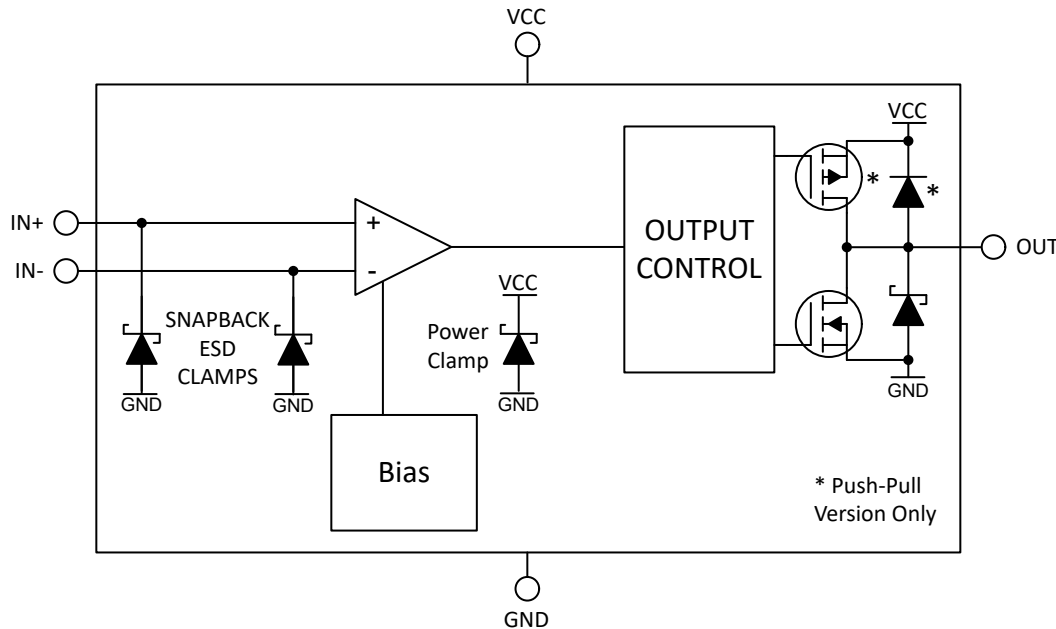 VCC
VCC
*
*
IN+
+
OUTPUT
CONTROL
OUT
IN-
-
VCC
SNAPBACK
ESD
CLAMPS
Power
Clamp
GND
GND
GND
GND
Bias
* Push-Pull
Version Only
GND